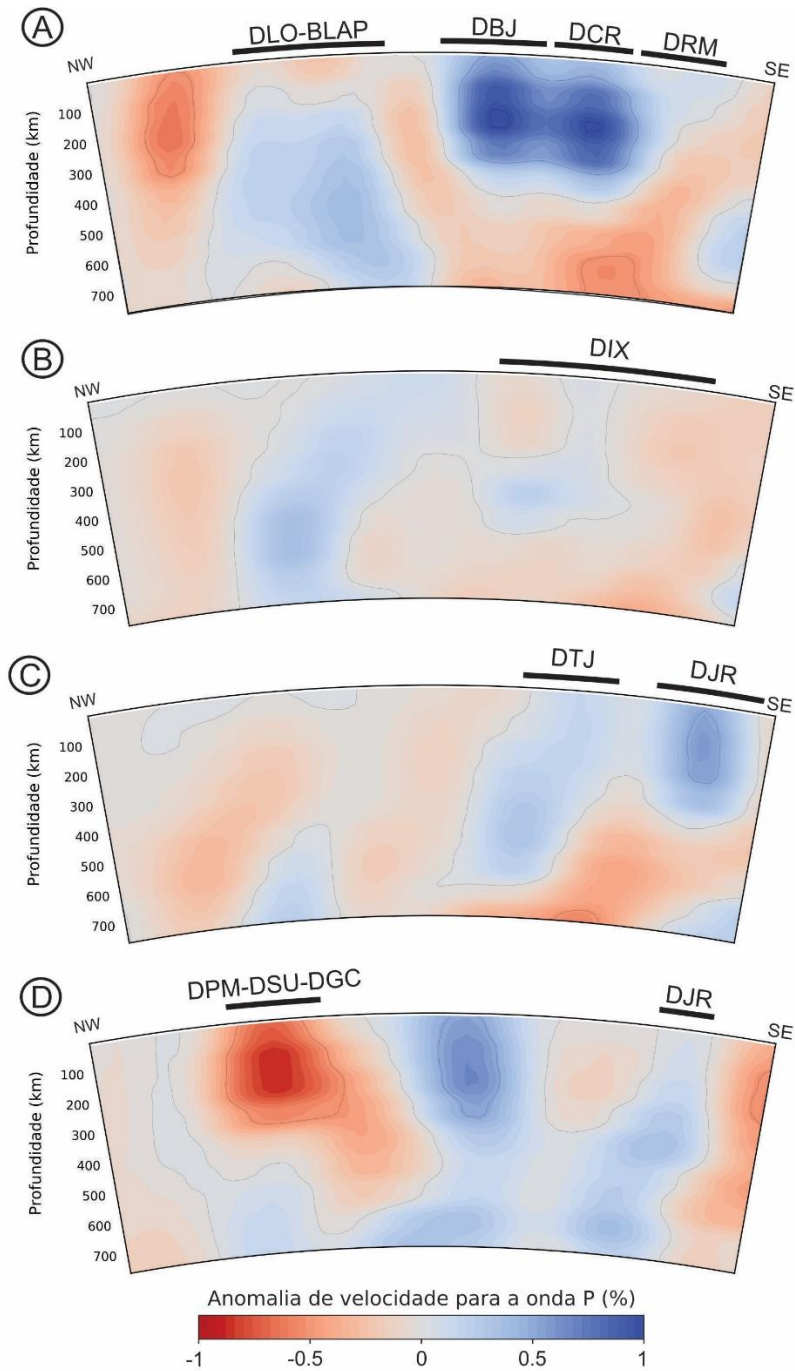 A
DLO-BLAP DBJ DCR DRM
NW SE
Profundidade (km)
100
200
300
400
500
600
700
B
DIX
NW SE
Profundidade (km)
100
200
300
400
500
600
700
C
DTJ DJR
NW SE
Profundidade (km)
100
200
300
400
500
600
700
D
DPM-DSU-DGC DJR
NW SE
Profundidade (km)
100
200
300
400
500
600
700
Anomalia de velocidade para a onda P (%)
-1 -0.5 0 0.5 1